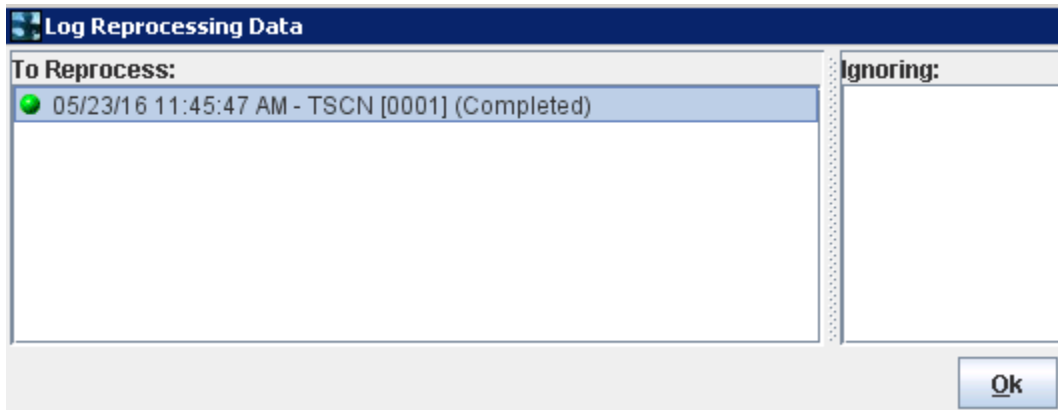 Log Reprocessing Data
To Reprocess:
05/23/16 11:45:47 AM - TSCN [0001] (Completed)
Ignoring:
Ok